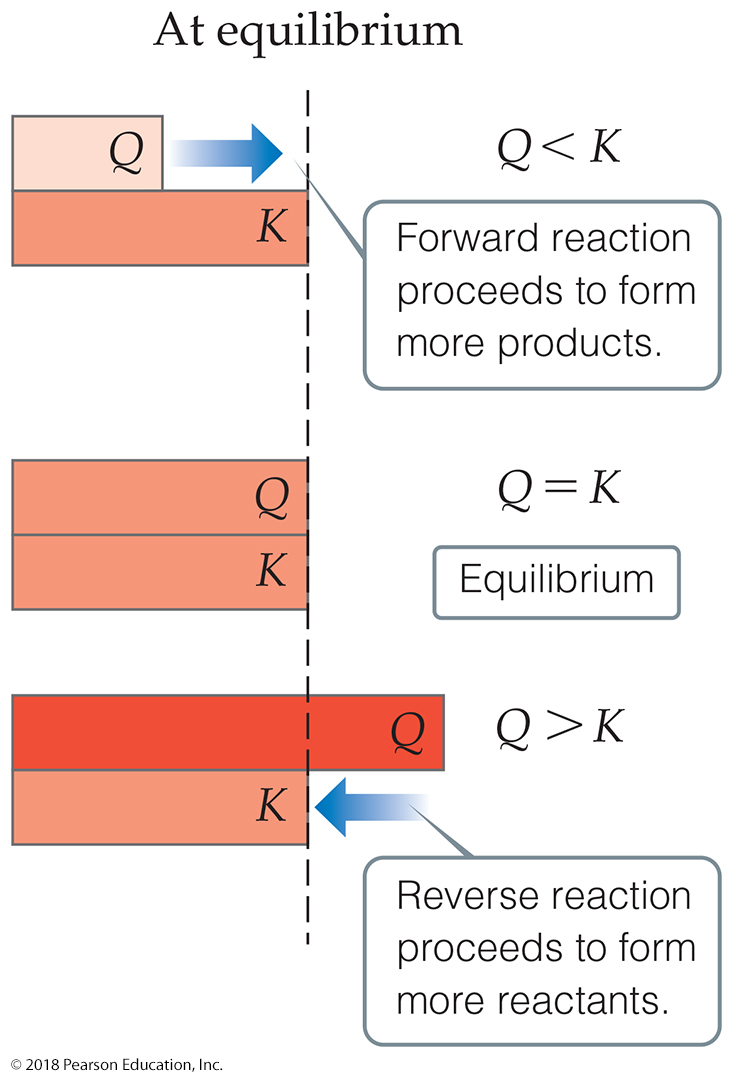 At equilibrium
Q
Q < K
K
Forward reaction
proceeds to form
more products.
Q
Q = K
K
Equilibrium
Q
Q > K
K
Reverse reaction
proceeds to form
more reactants.
© 2018 Pearson Education, Inc.